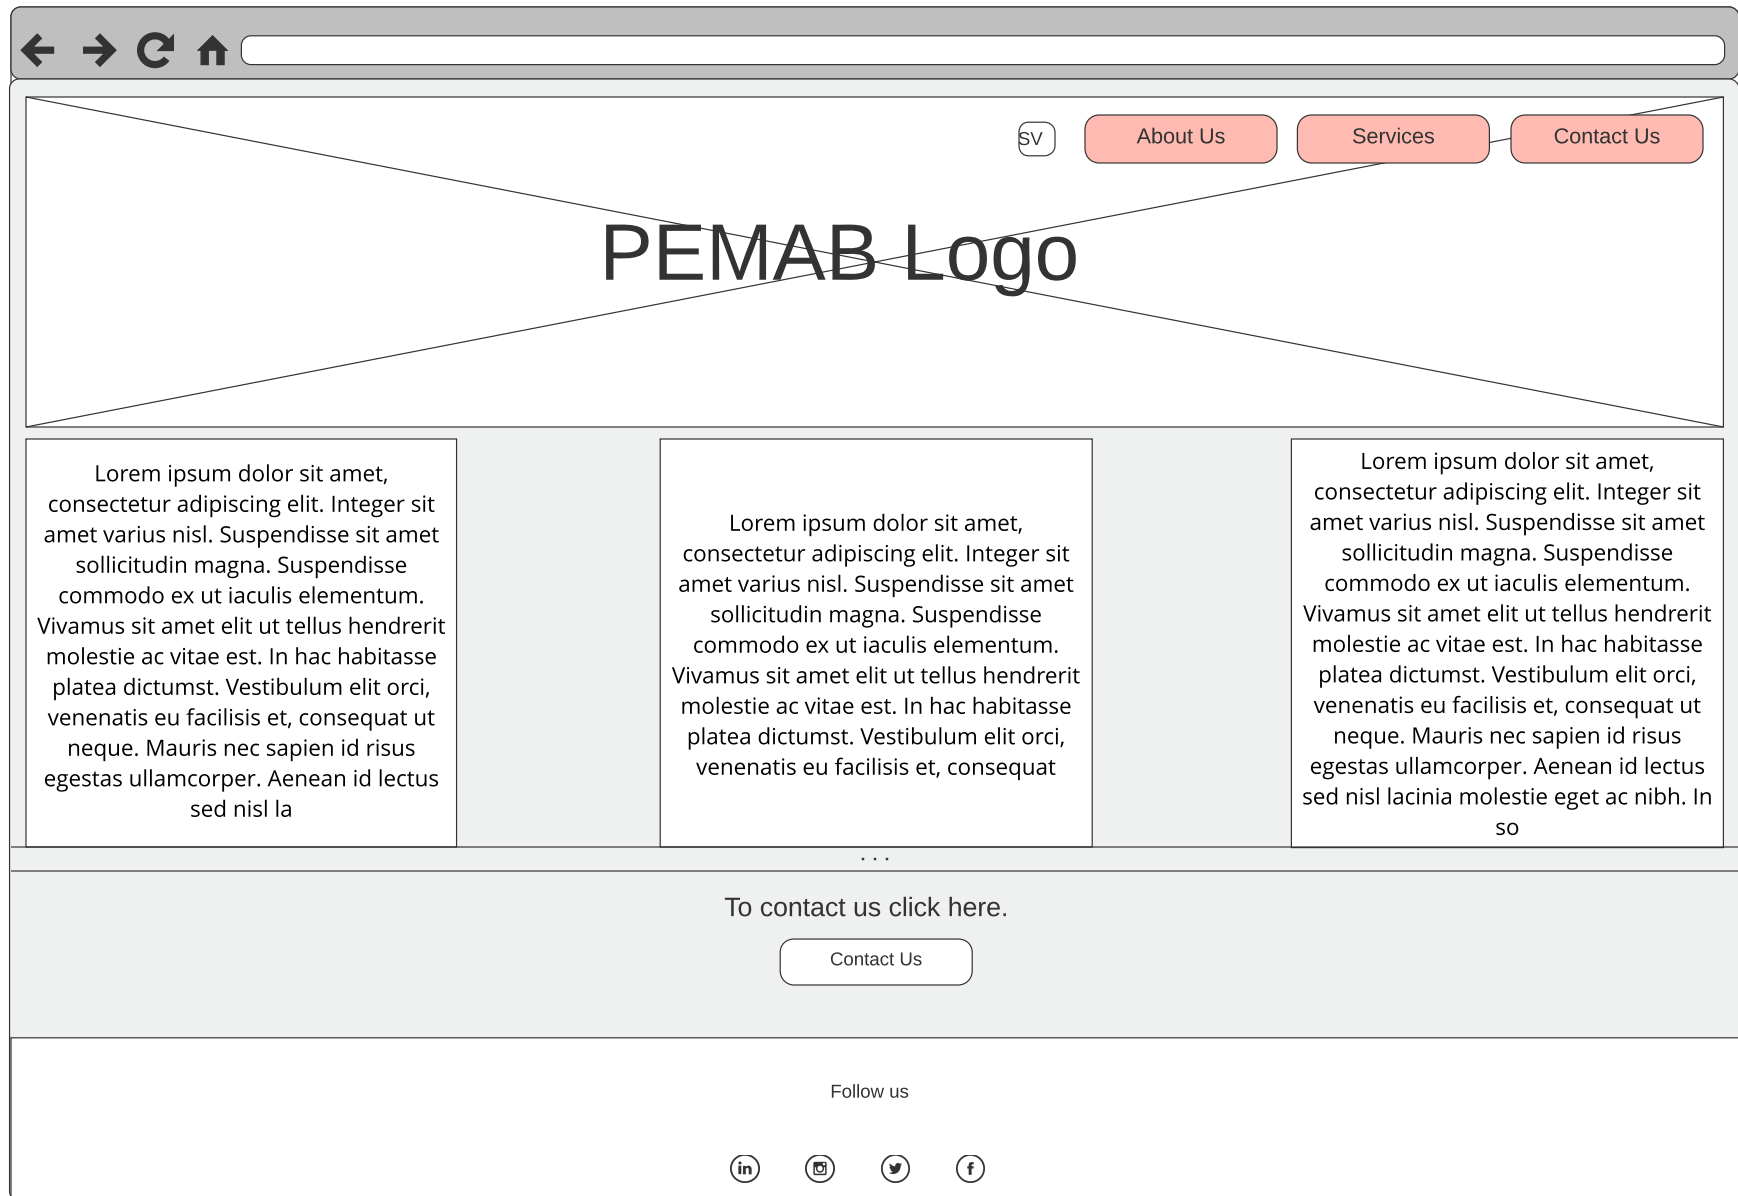 SV
About Us
Services
Contact Us
PEMAB Logo
Lorem ipsum dolor sit amet,
consectetur adipiscing elit. Integer sit
amet varius nisl. Suspendisse sit amet
sollicitudin magna. Suspendisse
commodo ex ut iaculis elementum.
Vivamus sit amet elit ut tellus hendrerit
molestie ac vitae est. In hac habitasse
platea dictumst. Vestibulum elit orci,
venenatis eu facilisis et, consequat ut
neque. Mauris nec sapien id risus
egestas ullamcorper. Aenean id lectus
sed nisl la
Lorem ipsum dolor sit amet,
consectetur adipiscing elit. Integer sit
amet varius nisl. Suspendisse sit amet
sollicitudin magna. Suspendisse
commodo ex ut iaculis elementum.
Vivamus sit amet elit ut tellus hendrerit
molestie ac vitae est. In hac habitasse
platea dictumst. Vestibulum elit orci,
venenatis eu facilisis et, consequat
Lorem ipsum dolor sit amet,
consectetur adipiscing elit. Integer sit
amet varius nisl. Suspendisse sit amet
sollicitudin magna. Suspendisse
commodo ex ut iaculis elementum.
Vivamus sit amet elit ut tellus hendrerit
molestie ac vitae est. In hac habitasse
platea dictumst. Vestibulum elit orci,
venenatis eu facilisis et, consequat ut
neque. Mauris nec sapien id risus
egestas ullamcorper. Aenean id lectus
sed nisl lacinia molestie eget ac nibh. In
so
. . .
To contact us click here.
Contact Us
Follow us